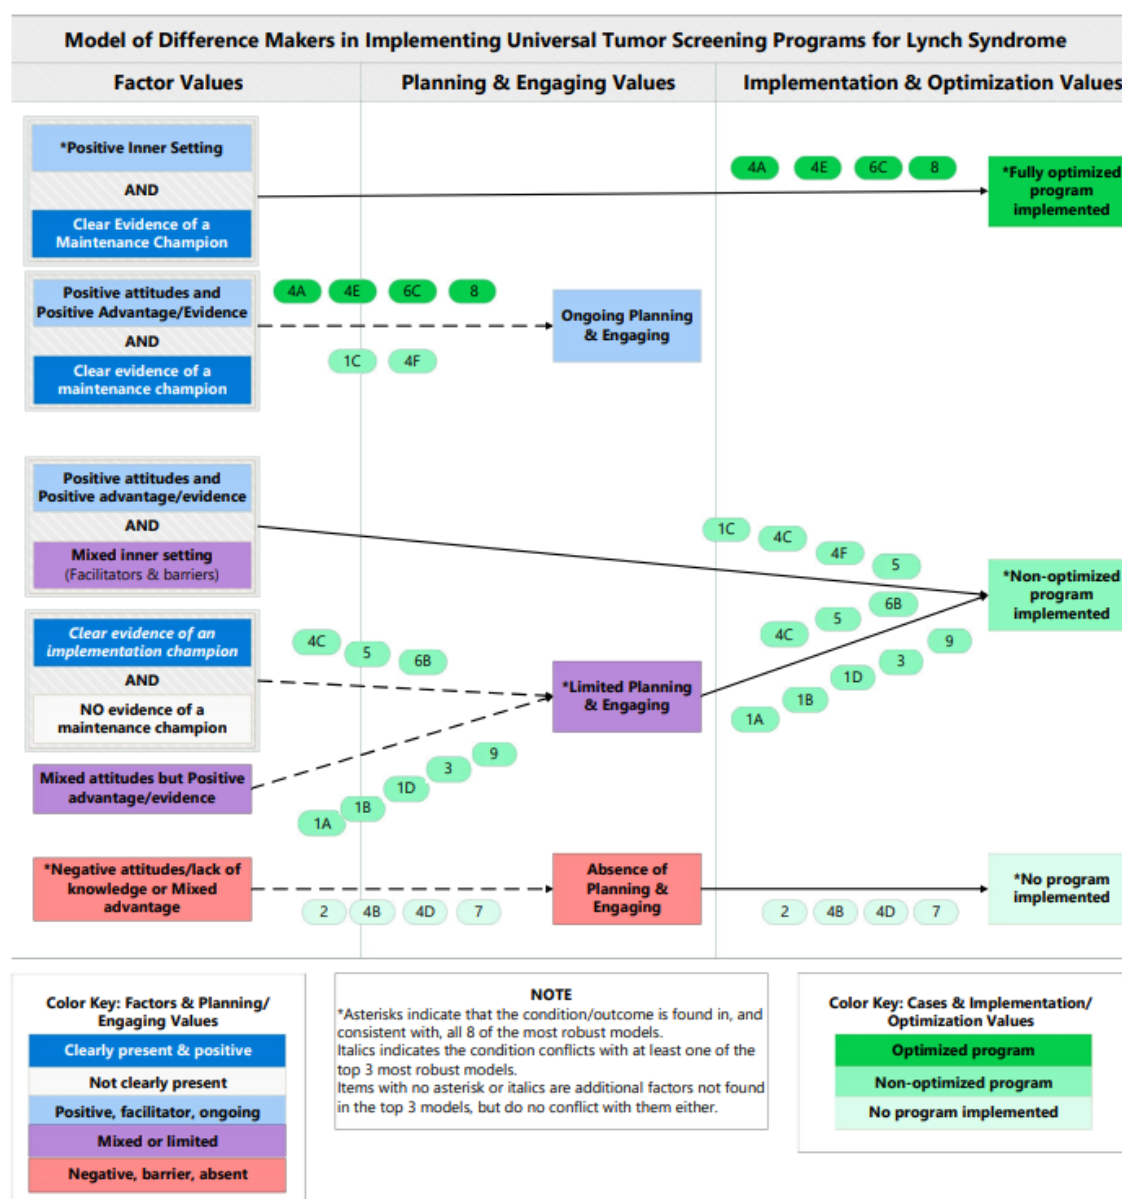 Model of Difference Makers in Implementing Universal Tumor Screening Programs for Lynch Syndrome
Factor Values
Planning & Engaging Values
Implementation & Optimization Values
*Positive Inner Setting
AND
Clear Evidence of a
Maintenance Champion
4A
4E
6C
8
*Fully optimized
program
implemented
Positive attitudes and
Positive Advantage/Evidence
AND
Clear evidence of a
maintenance champion
4A
4E
6C
8
1C
4F
Ongoing Planning
& Engaging
Positive attitudes and
Positive advantage/evidence
AND
Mixed inner setting
(Facilitators & barriers)
1C
4C
4F
5
*Non-optimized
program
implemented
Clear evidence of an
implementation champion
AND
NO evidence of a
maintenance champion
4C
5
6B
*Limited Planning
& Engaging
4C
5
6B
1A
1B
1D
3
9
Mixed attitudes but Positive
advantage/evidence
1A
1B
1D
3
9
*Negative attitudes/lack of
knowledge or Mixed
advantage
2
4B
4D
7
Absence of
Planning &
Engaging
2
4B
4D
7
*No program
implemented
Color Key: Factors & Planning/
Engaging Values
Clearly present & positive
Not clearly present
Positive, facilitator, ongoing
Mixed or limited
Negative, barrier, absent
NOTE
*Asterisks indicate that the condition/outcome is found in, and
consistent with, all 8 of the most robust models.
Italics indicates the condition conflicts with at least one of the
top 3 most robust models.
Items with no asterisk or italics are additional factors not found
in the top 3 models, but do no conflict with them either.
Color Key: Cases & Implementation/
Optimization Values
Optimized program
Non-optimized program
No program implemented